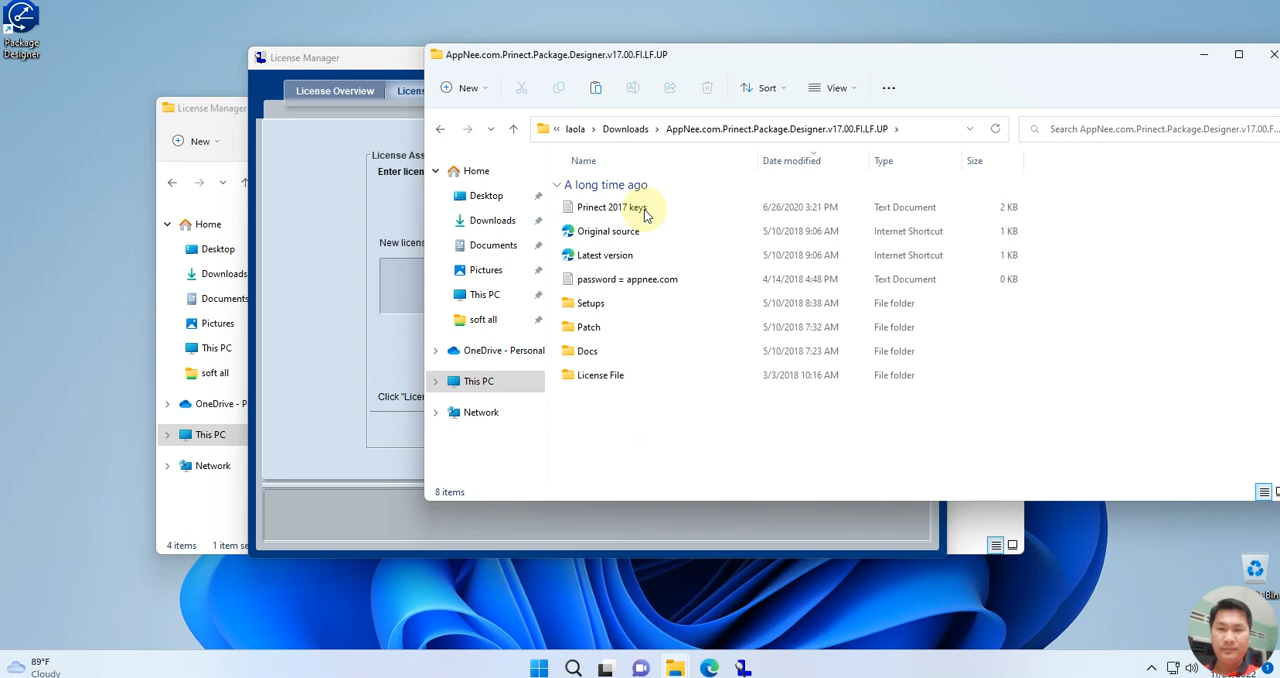 Package
Designer
License Manager
New
Home
Desktop
Downloads
Documents
Pictures
This PC
soft all
OneDrive - P
This PC
Network
4 items 1 item se
License Manager
License Overview Licens
License Ass
Enter licen
New licens
Click "Licen
AppNee.com.Prinect.Package.Designer.v17.00.FI.LF.UP
New Sort View
laola Downloads AppNee.com.Prinect.Package.Designer.v17.00.FI.LF.UP
Search AppNee.com.Prinect.Package.Designer.v17.00.F...
Home
Desktop
Downloads
Documents
Pictures
This PC
soft all
OneDrive - Personal
This PC
Network
Name Date modified Type Size
A long time ago
Prinect 2017 keys 6/26/2020 3:21 PM Text Document 2 KB
Original source 5/10/2018 9:06 AM Internet Shortcut 1 KB
Latest version 5/10/2018 9:06 AM Internet Shortcut 1 KB
password = appnee.com 4/14/2018 4:48 PM Text Document 0 KB
Setups 5/10/2018 8:38 AM File folder
Patch 5/10/2018 7:32 AM File folder
Docs 5/10/2018 7:23 AM File folder
License File 3/3/2018 10:16 AM File folder
8 items
Bin
89°F
Cloudy
1